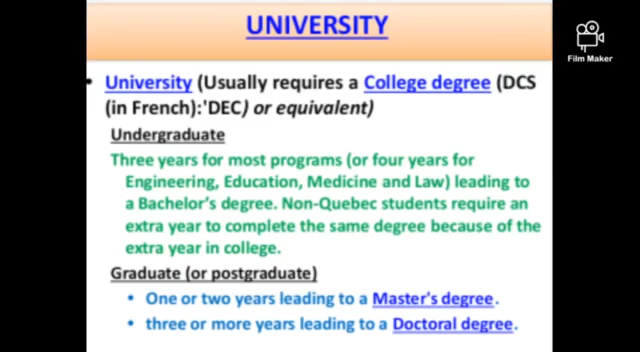 UNIVERSITY
Film Maker
• University (Usually requires a College degree (DCS
(in French):'DEC) or equivalent)
Undergraduate
Three years for most programs (or four years for
Engineering, Education, Medicine and Law) leading to
a Bachelor's degree. Non-Quebec students require an
extra year to complete the same degree because of the
extra year in college.
Graduate (or postgraduate)
• One or two years leading to a Master's degree.
• three or more years leading to a Doctoral degree.